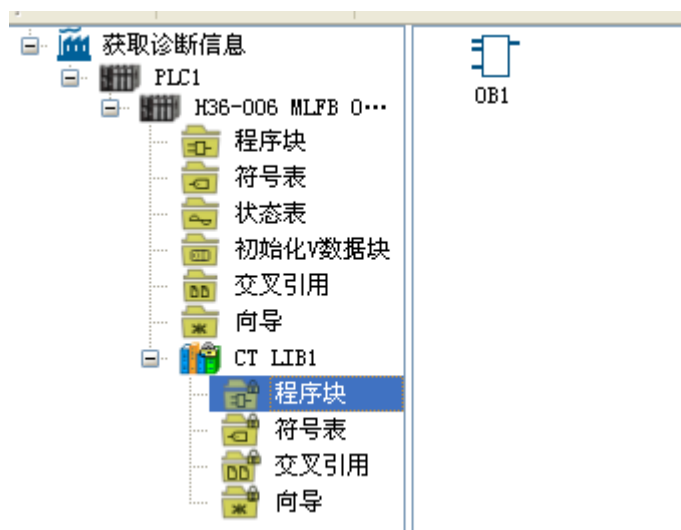 获取诊断信息
PLC1
H36-006 MLFB 0…
程序块
符号表
状态表
初始化V数据块
交叉引用
向导
CT LIB1
程序块
符号表
交叉引用
向导
OB1